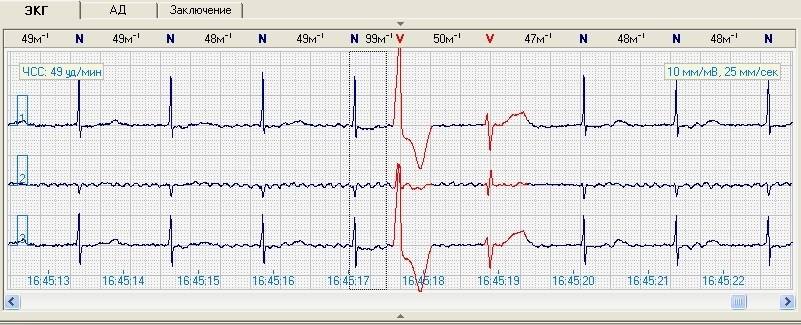 ЭКГ АД Заключение
49м⁻¹ N 49м⁻¹ N 48м⁻¹ N 49м⁻¹ N 99м⁻¹ V 50м⁻¹ V 47м⁻¹ N 48м⁻¹ N 48м⁻¹ N
ЧСС: 49 уд/мин 10 мм/мВ, 25 мм/сек
1
2
3
16:45:13 16:45:14 16:45:15 16:45:16 16:45:17 16:45:18 16:45:19 16:45:20 16:45:21 16:45:22